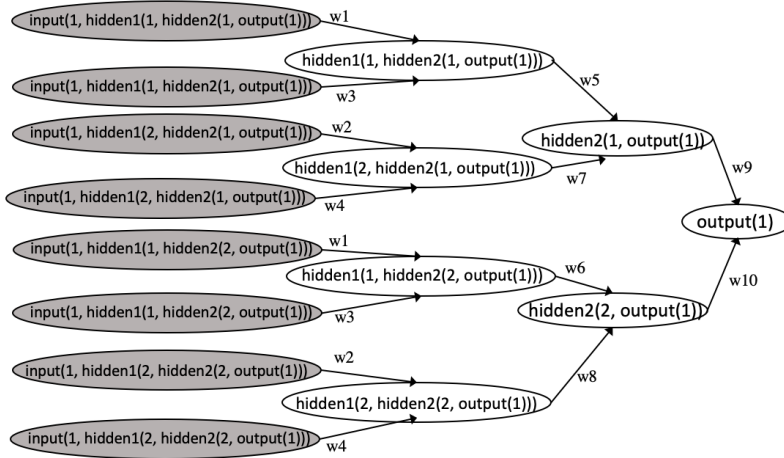 input(1, hidden1(1, hidden2(1, output(1)))
w1
hidden1(1, hidden2(1, output(1)))
input(1, hidden1(1, hidden2(1, output(1)))
w3
w5
input(1, hidden1(2, hidden2(1, output(1)))
w2
hidden2(1, output(1))
hidden1(2, hidden2(1, output(1)))
w7
w9
input(1, hidden1(2, hidden2(1, output(1)))
w4
output(1)
input(1, hidden1(1, hidden2(2, output(1)))
w1
hidden1(1, hidden2(2, output(1)))
w6
w10
input(1, hidden1(1, hidden2(2, output(1)))
w3
hidden2(2, output(1))
input(1, hidden1(2, hidden2(2, output(1)))
w2
w8
hidden1(2, hidden2(2, output(1)))
input(1, hidden1(2, hidden2(2, output(1)))
w4